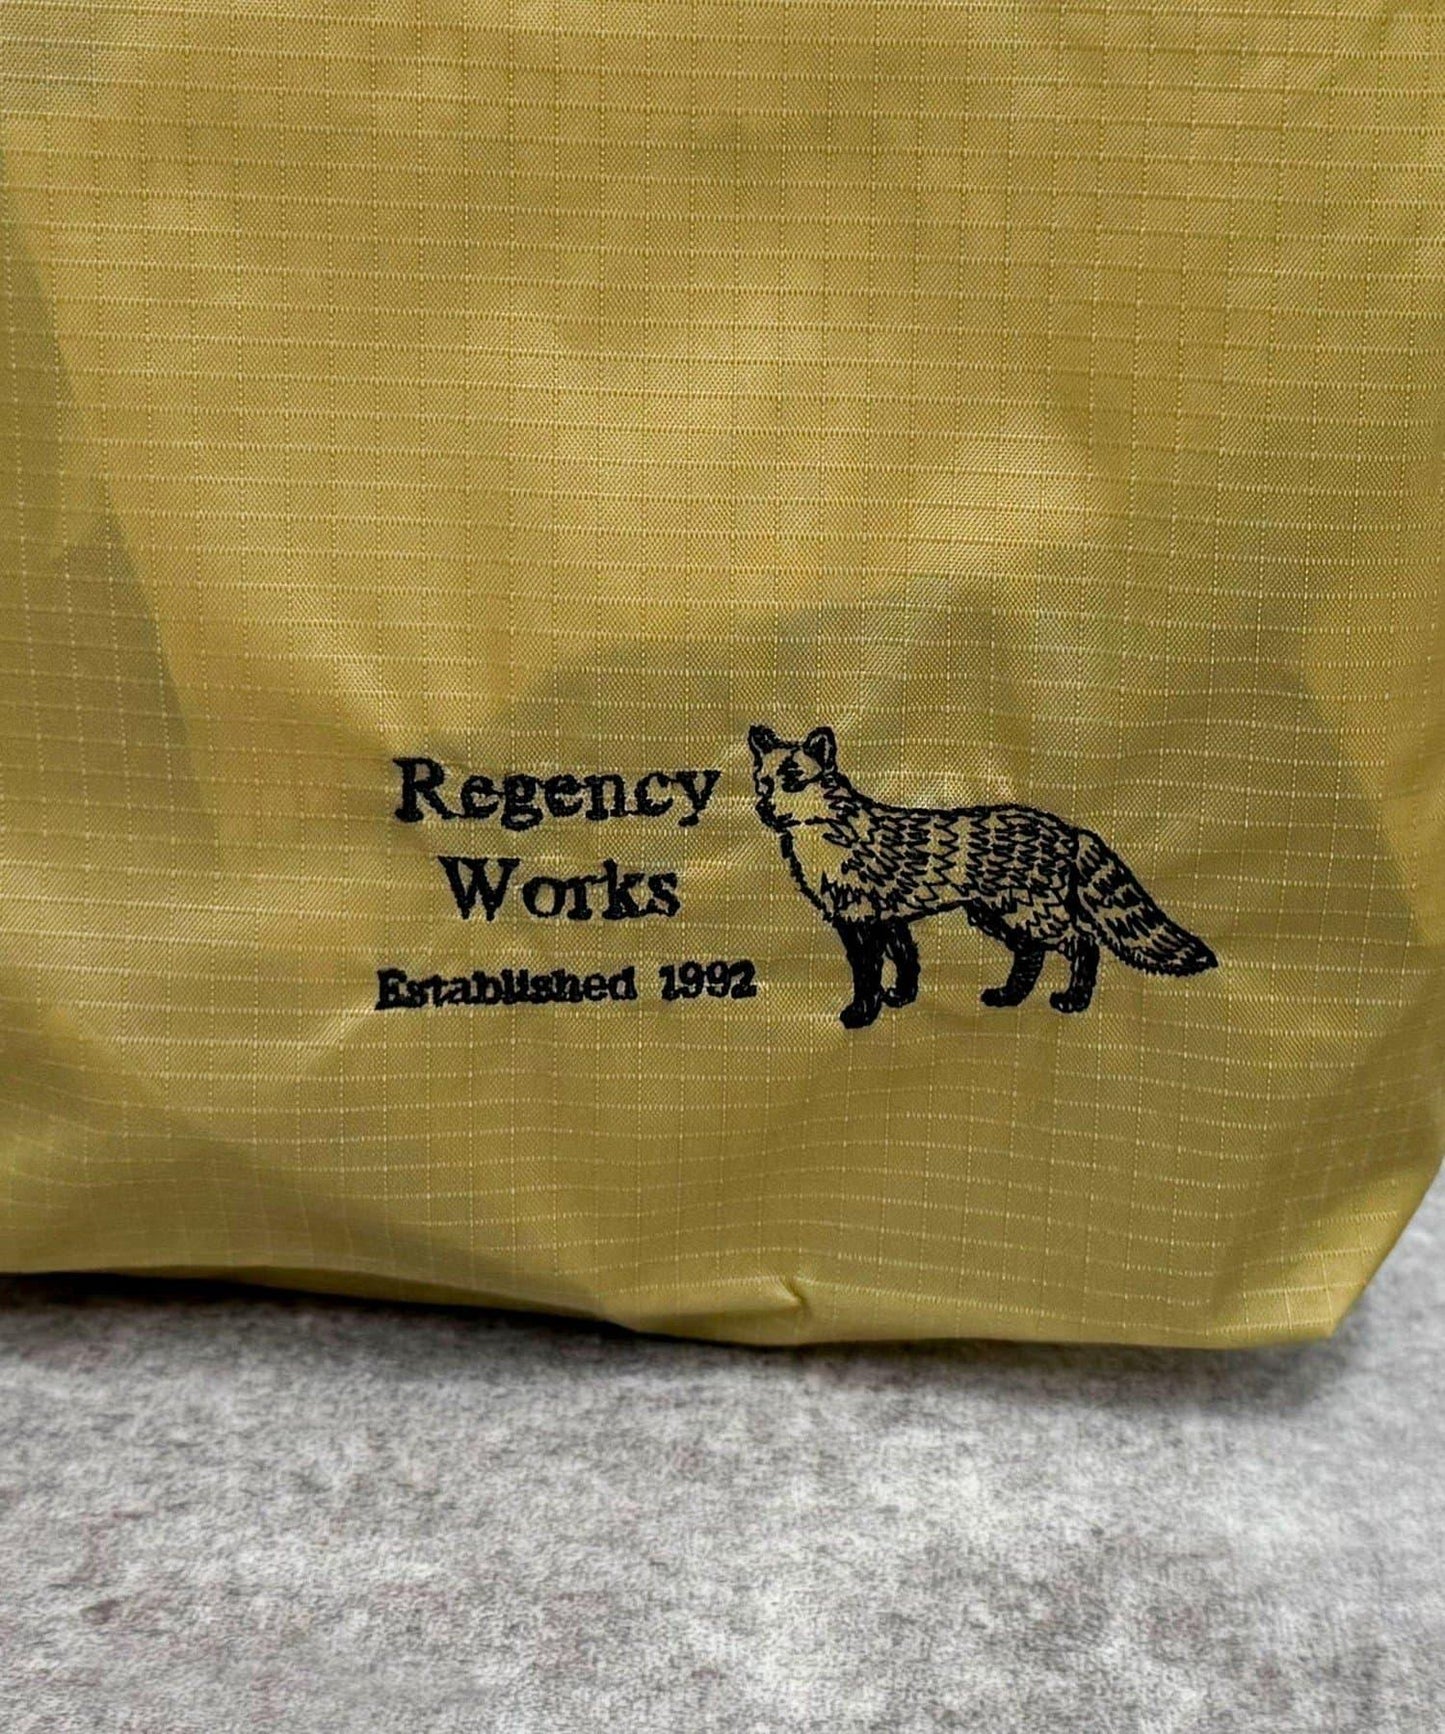 Regency
Works
Established 1992